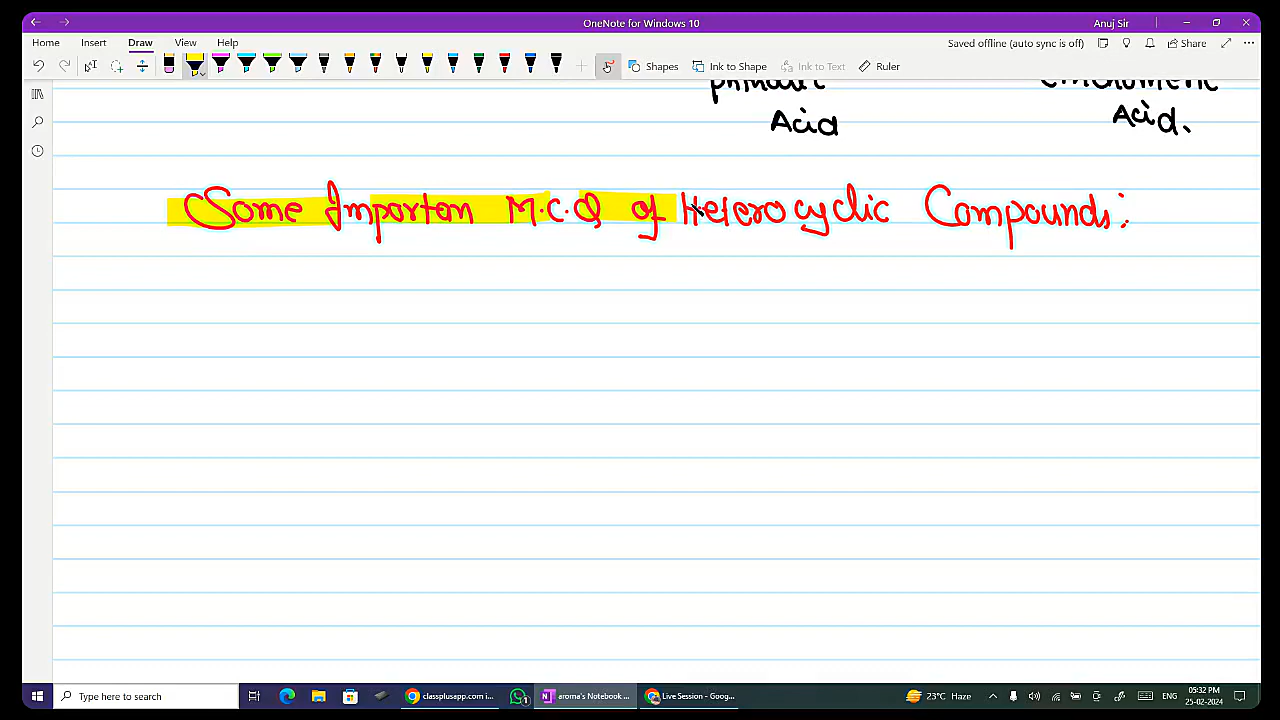 OneNote for Windows 10
Anuj Sir
Home Insert Draw View Help
Saved offline (auto sync is off)
Share
Shapes
Ink to Shape
Ink to Text
Ruler
Acid
Acid.
Some Importan M.C.Q of Heterocyclic Compounds:
Type here to search
classplusapp.com i...
1
aroma's Notebook ...
Live Session - Goog...
23°C Haze
ENG
05:32 PM
25-02-2024